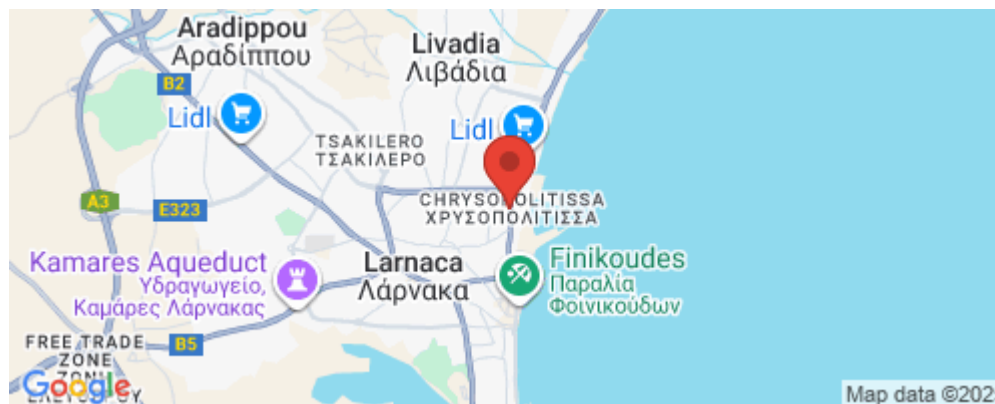 Aradippou
Αραδίππου
Livadia
Λιβάδια
B2
Lidl
Lidl
TSAKILERO
ΤΣΑΚΙΛΕΡΟ
A3
E323
ΧΡΥΣΟΠΟΛΙΤΙΣΣΑ
Kamares Aqueduct
Υδραγωγείο,
Καμάρες Λάρνακας
Larnaca
Λάρνακα
Finikoudes
Παραλία
Φοινικούδων
B5
FREE TRADE
ZONE
Google
Map data ©202